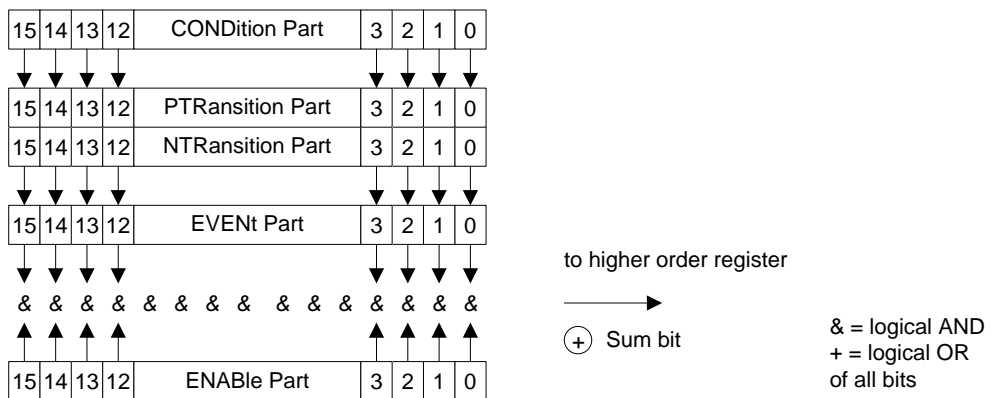 15 14 13 12 CONDition Part 3 2 1 0
15 14 13 12 PTRansition Part 3 2 1 0
15 14 13 12 NTRansition Part 3 2 1 0
15 14 13 12 EVENt Part 3 2 1 0
to higher order register
& & & & & & & & & & & & & & & &
+ Sum bit
& = logical AND
+ = logical OR
of all bits
15 14 13 12 ENABle Part 3 2 1 0